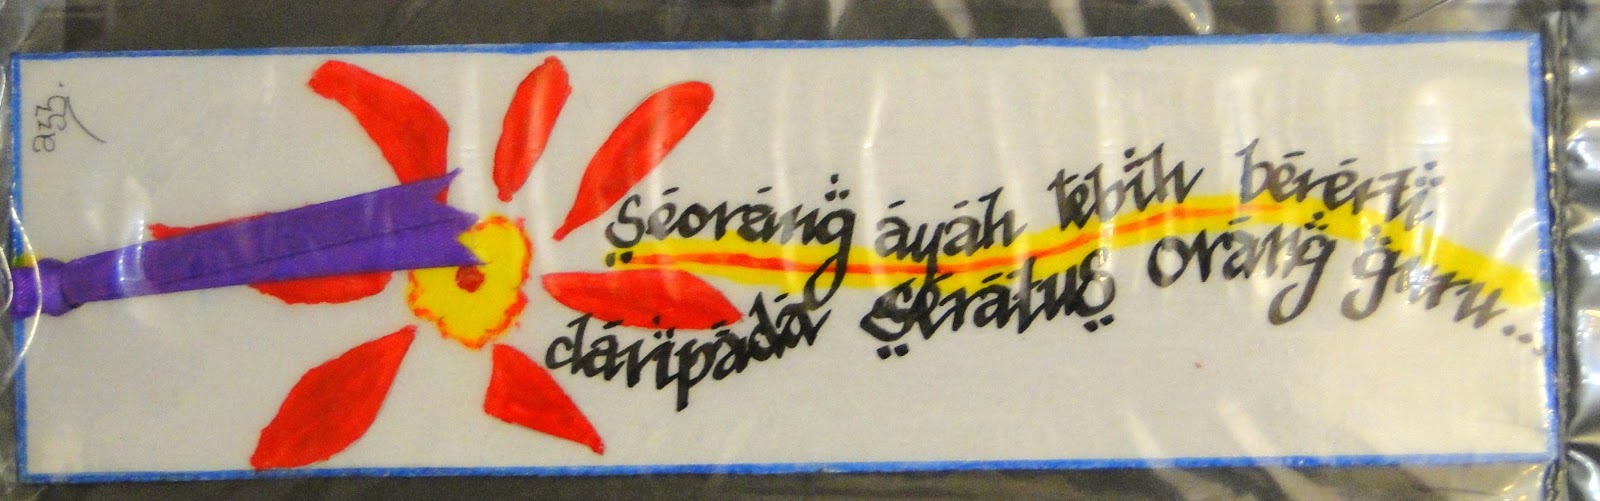 Seorang ayah lebih bererti
daripada seratus orang guru...